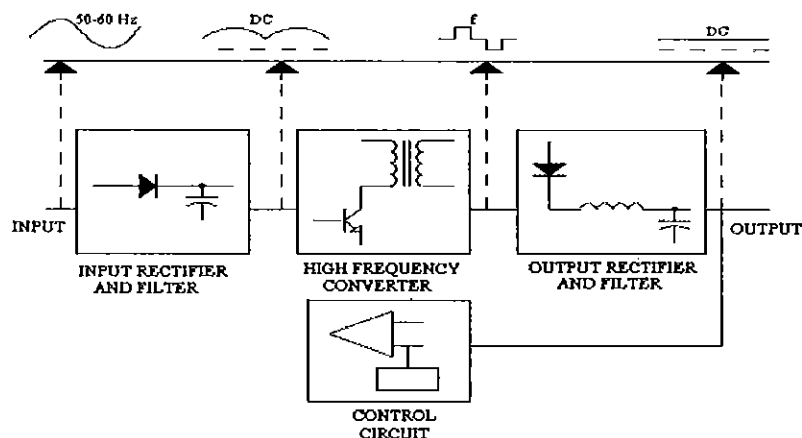 50-60 Hz
DC
f
DC
INPUT
OUTPUT
INPUT RECTIFIER
AND FILTER
HIGH FREQUENCY
CONVERTER
OUTPUT RECTIFIER
AND FILTER
CONTROL
CIRCUIT